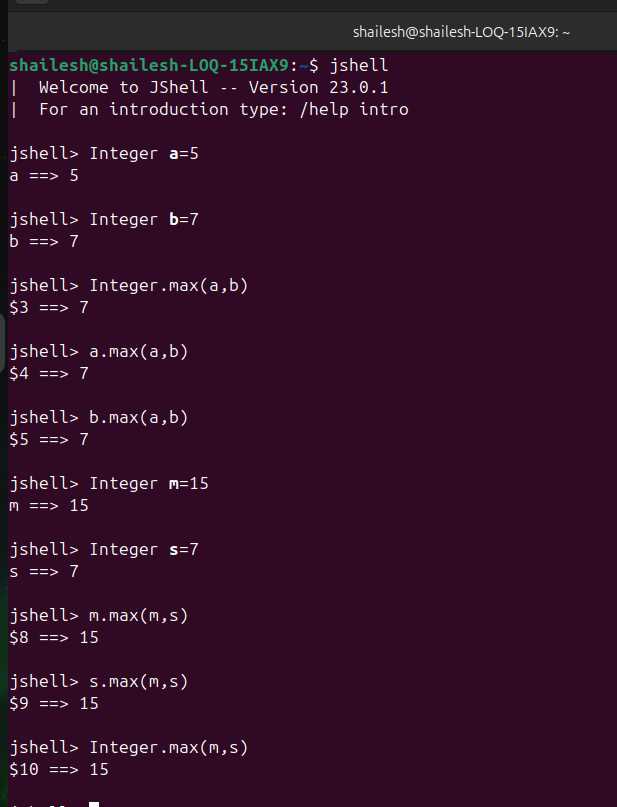 shailesh@shailesh-LOQ-15IAX9: ~
shailesh@shailesh-LOQ-15IAX9:~$ jshell
|  Welcome to JShell -- Version 23.0.1
|  For an introduction type: /help intro
jshell> Integer a=5
a ==> 5
jshell> Integer b=7
b ==> 7
jshell> Integer.max(a,b)
$3 ==> 7
jshell> a.max(a,b)
$4 ==> 7
jshell> b.max(a,b)
$5 ==> 7
jshell> Integer m=15
m ==> 15
jshell> Integer s=7
s ==> 7
jshell> m.max(m,s)
$8 ==> 15
jshell> s.max(m,s)
$9 ==> 15
jshell> Integer.max(m,s)
$10 ==> 15